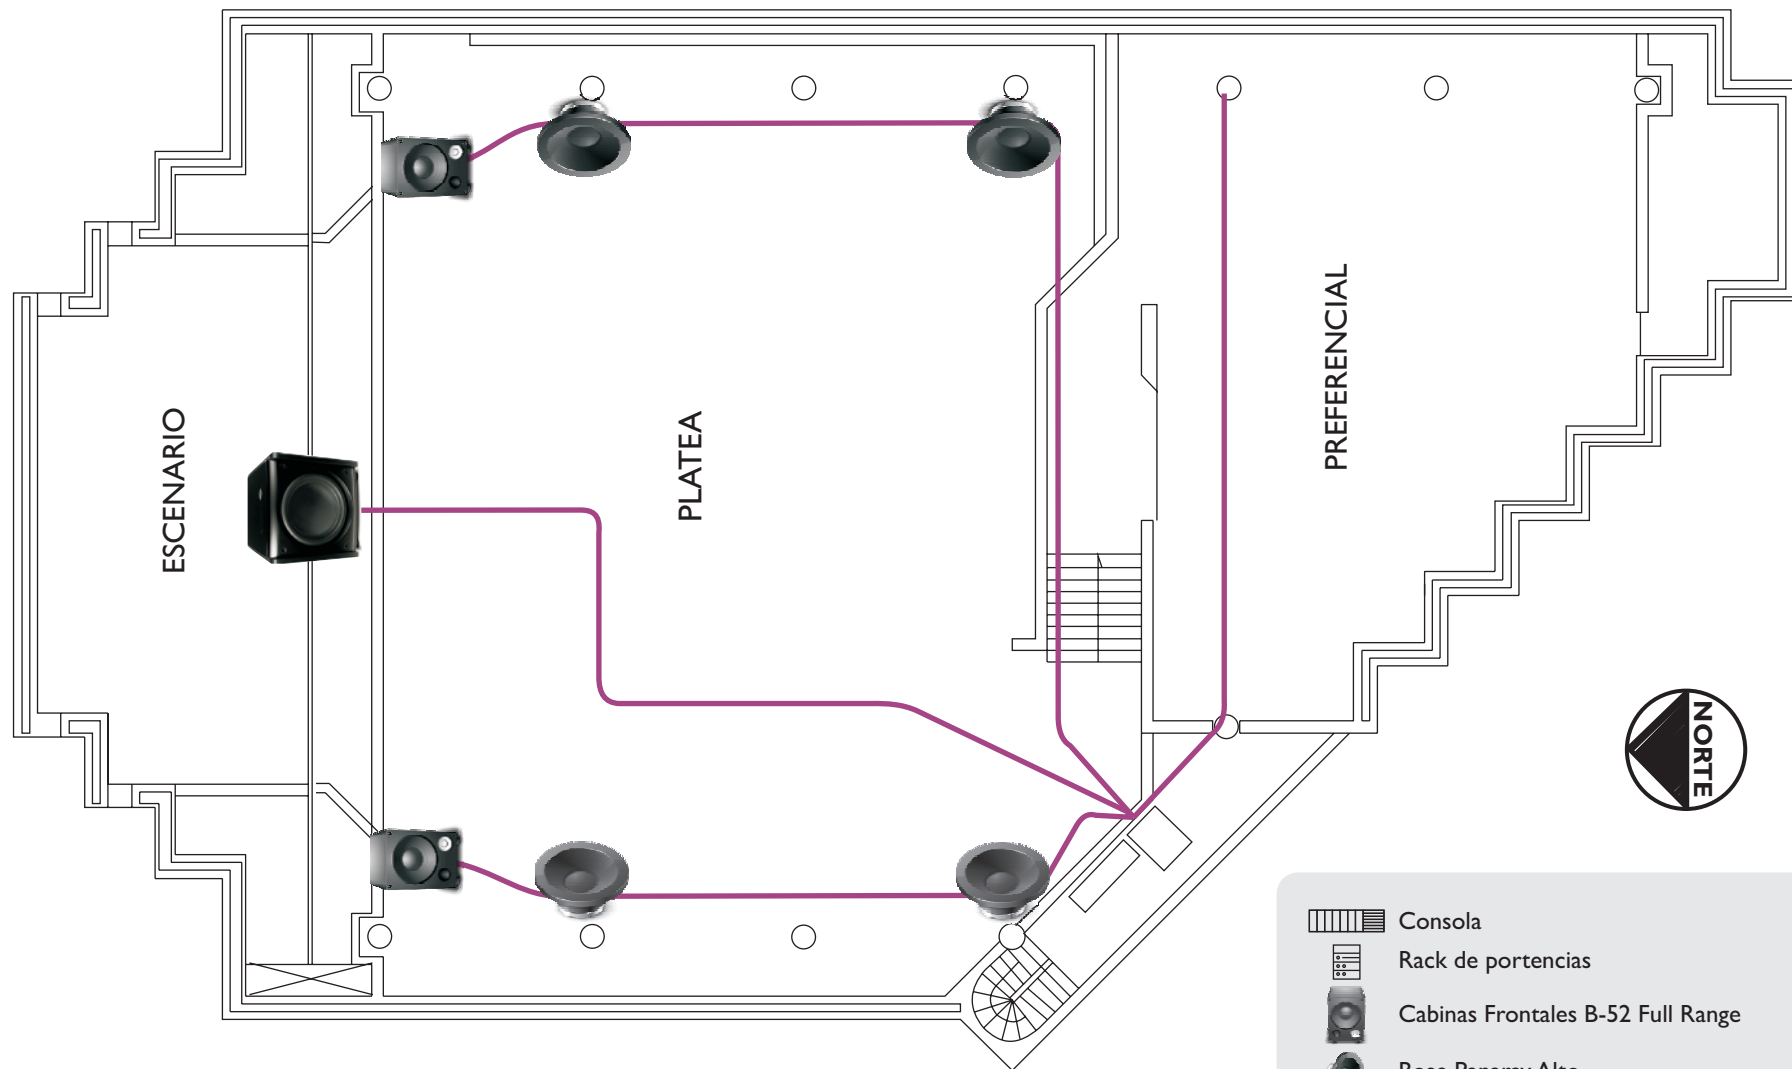 ESCENARIO
PLATEA
PREFERENCIAL
NORTE
Consola
Rack de portencias
Cabinas Frontales B-52 Full Range